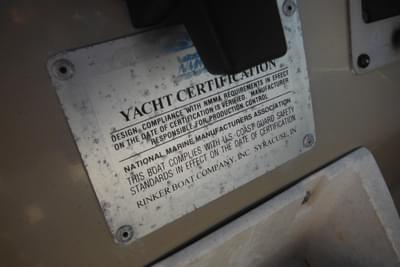 YACHT CERTIFICATION
DESIGN COMPLIANCE WITH NMMA REQUIREMENTS IN EFFECT
ON THE DATE OF CERTIFICATION IS VERIFIED. MANUFACTURER
RESPONSIBLE FOR PRODUCTION CONTROL.
NATIONAL MARINE MANUFACTURERS ASSOCIATION
THIS BOAT COMPLIES WITH U.S. COAST GUARD SAFETY
STANDARDS IN EFFECT ON THE DATE OF CERTIFICATION
RINKER BOAT COMPANY, INC. SYRACUSE, IN